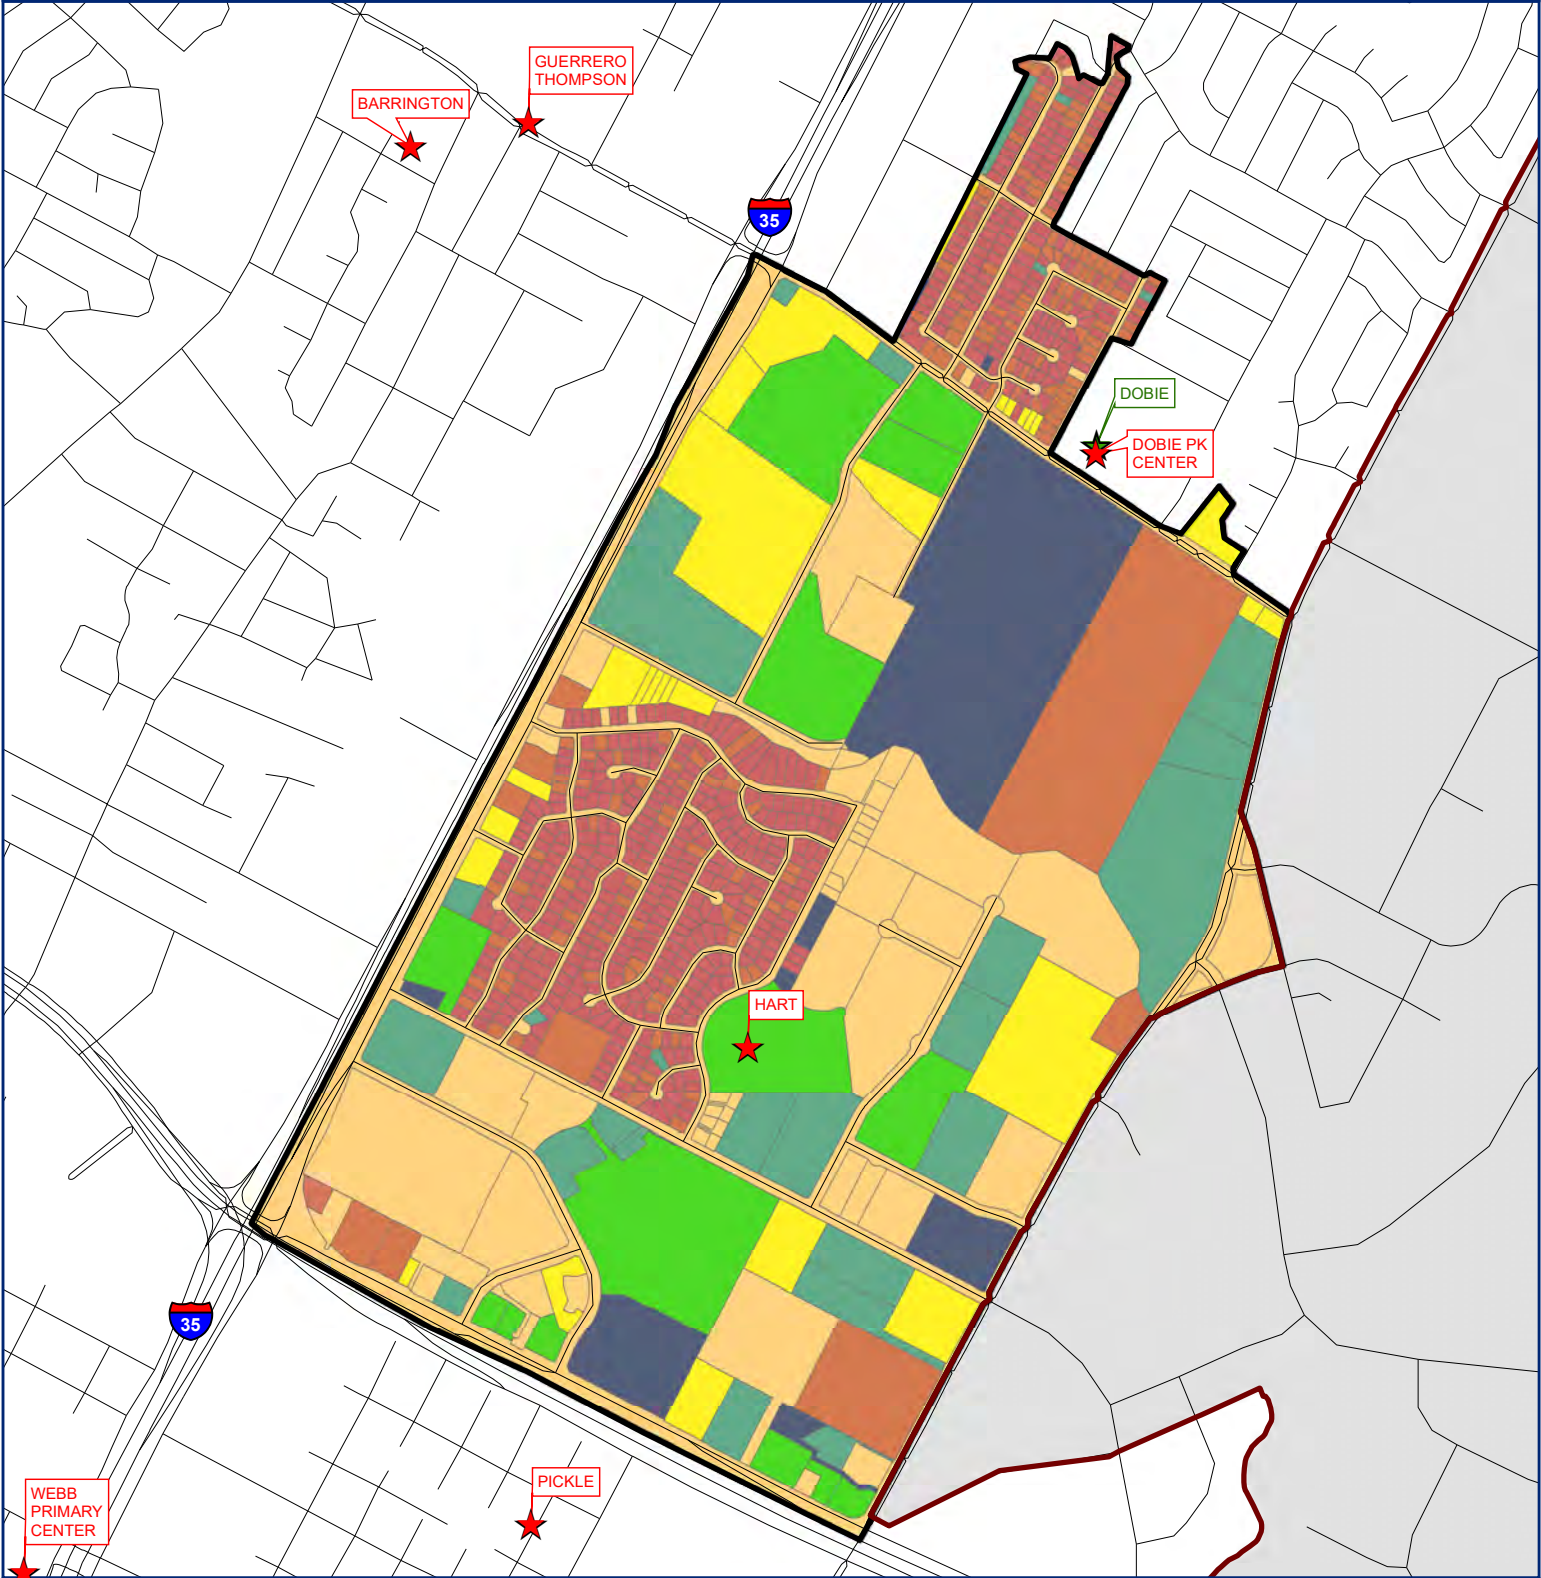 GUERRERO
THOMPSON
BARRINGTON
35
DOBIE
DOBIE PK
CENTER
HART
35
PICKLE
WEBB
PRIMARY
CENTER